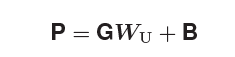 𝗣 = 𝗚𝑾_U + 𝗕